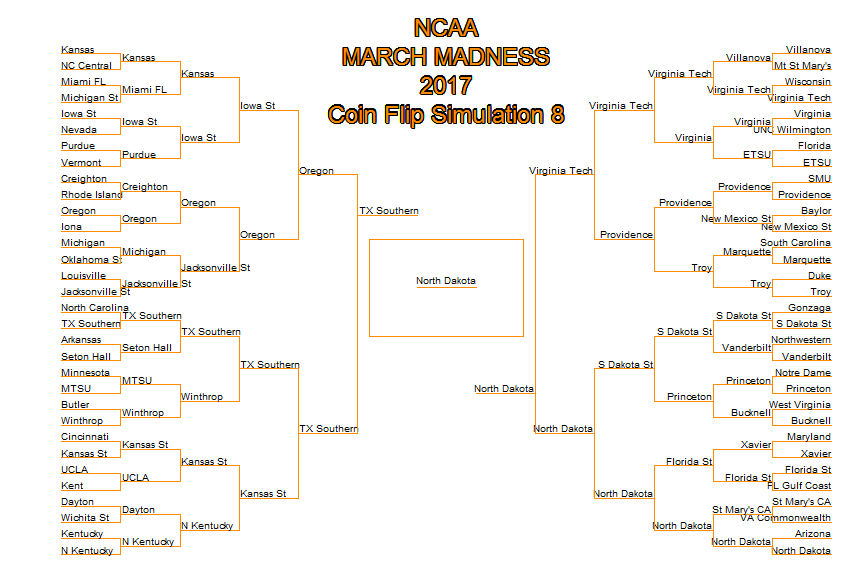 NCAA
MARCH MADNESS
2017
Coin Flip Simulation 8
Kansas
NC Central
Miami FL
Michigan St
Iowa St
Nevada
Purdue
Vermont
Creighton
Rhode Island
Oregon
Iona
Michigan
Oklahoma St
Louisville
Jacksonville St
North Carolina
TX Southern
Arkansas
Seton Hall
Minnesota
MTSU
Butler
Winthrop
Cincinnati
Kansas St
UCLA
Kent
Dayton
Wichita St
Kentucky
N Kentucky
Kansas
Miami FL
Iowa St
Purdue
Creighton
Oregon
Michigan
Jacksonville St
TX Southern
Seton Hall
MTSU
Winthrop
Kansas St
UCLA
Dayton
N Kentucky
Kansas
Iowa St
Oregon
Jacksonville St
TX Southern
Winthrop
Kansas St
N Kentucky
Iowa St
Oregon
TX Southern
Kansas St
Oregon
TX Southern
TX Southern
North Dakota
North Dakota
Virginia Tech
North Dakota
Virginia Tech
Providence
S Dakota St
North Dakota
Virginia Tech
Virginia
Providence
Troy
S Dakota St
Princeton
Florida St
North Dakota
Villanova
Virginia Tech
Virginia
ETSU
Providence
New Mexico St
Marquette
Troy
S Dakota St
Vanderbilt
Princeton
Bucknell
Xavier
Florida St
St Mary's CA
North Dakota
Villanova
Mt St Mary's
Wisconsin
Virginia Tech
Virginia
UNC Wilmington
Florida
ETSU
SMU
Providence
Baylor
New Mexico St
South Carolina
Marquette
Duke
Troy
Gonzaga
S Dakota St
Northwestern
Vanderbilt
Notre Dame
Princeton
West Virginia
Bucknell
Maryland
Xavier
Florida St
FL Gulf Coast
St Mary's CA
VA Commonwealth
Arizona
North Dakota